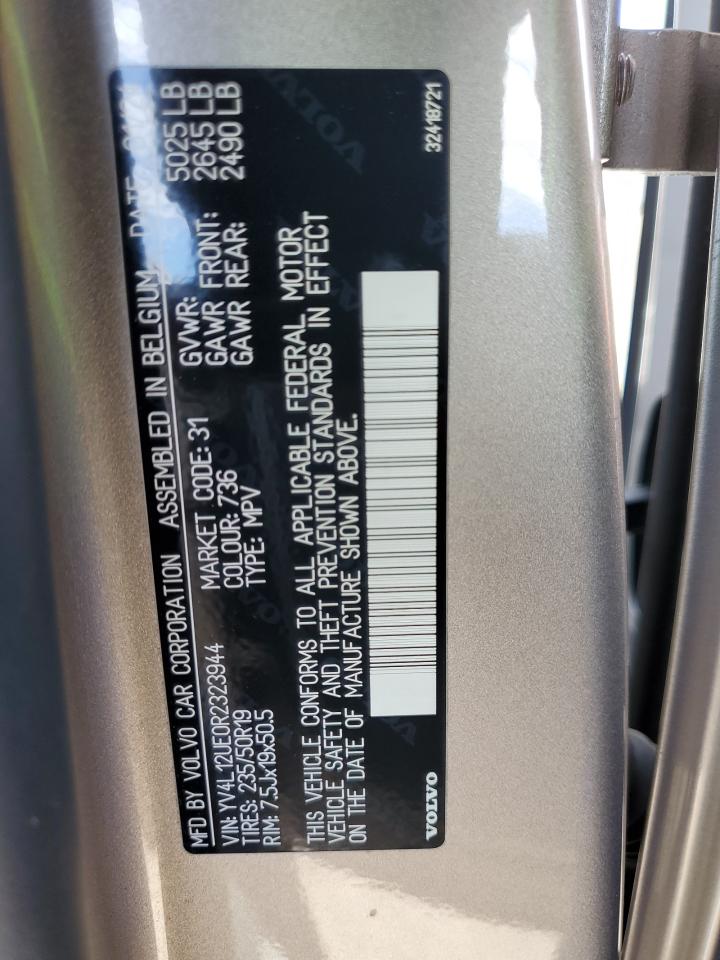 MFD BY VOLVO CAR CORPORATION ASSEMBLED IN BELGIUM DATE
VIN: YV4L12UE0R2323944 MARKET CODE: 31 GVWR: 5025 LB
TIRES: 235/50R19 COLOUR: 736 GAWR FRONT: 2645 LB
RIM: 7.5Jx19x50.5 TYPE: MPV GAWR REAR: 2490 LB
THIS VEHICLE CONFORMS TO ALL APPLICABLE FEDERAL MOTOR
VEHICLE SAFETY AND THEFT PREVENTION STANDARDS IN EFFECT
ON THE DATE OF MANUFACTURE SHOWN ABOVE.
VOLVO 32418721